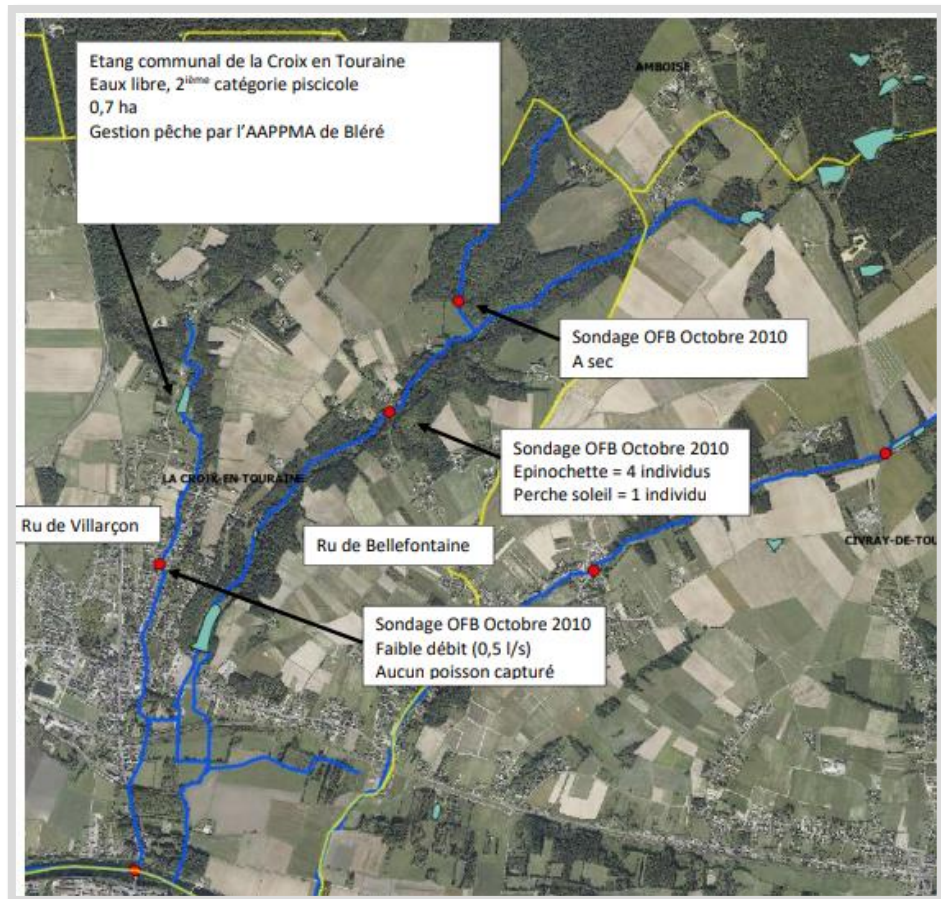 Etang communal de la Croix en Touraine
Eaux libre, 2ième catégorie piscicole
0,7 ha
Gestion pêche par l'AAPPMA de Bléré
AMBOISE
Sondage OFB Octobre 2010
A sec
Sondage OFB Octobre 2010
Epinochette = 4 individus
Perche soleil = 1 individu
LA CROIX-EN-TOURAINE
Ru de Villarçon
Ru de Bellefontaine
CIVRAY-DE-TOU
Sondage OFB Octobre 2010
Faible débit (0,5 l/s)
Aucun poisson capturé